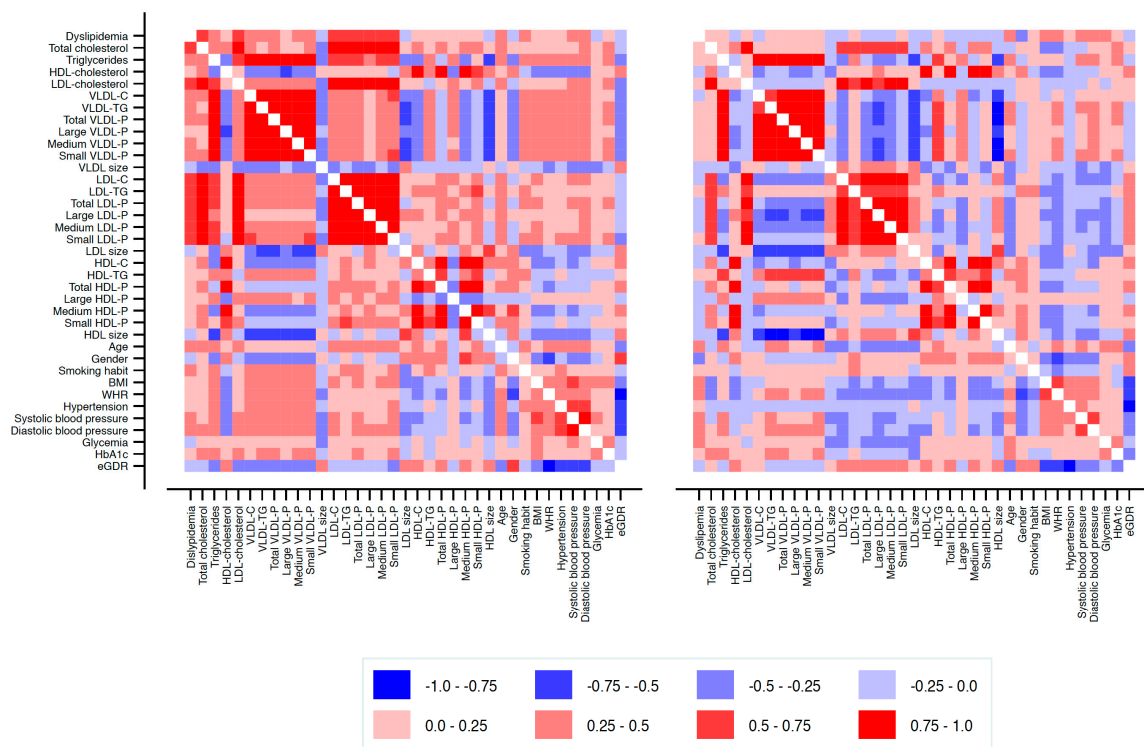 Dyslipidemia
Total cholesterol
Triglycerides
HDL-cholesterol
LDL-cholesterol
VLDL-C
VLDL-TG
Total VLDL-P
Large VLDL-P
Medium VLDL-P
Small VLDL-P
VLDL size
LDL-C
LDL-TG
Total LDL-P
Large LDL-P
Medium LDL-P
Small LDL-P
LDL size
HDL-C
HDL-TG
Total HDL-P
Large HDL-P
Medium HDL-P
Small HDL-P
HDL size
Age
Gender
Smoking habit
BMI
WHR
Hypertension
Systolic blood pressure
Diastolic blood pressure
Glycemia
HbA1c
eGDR
Dislypidemia
Total cholesterol
Triglycerides
HDL-cholesterol
LDL-cholesterol
VLDL-C
VLDL-TG
Total VLDL-P
Large VLDL-P
Medium VLDL-P
Small VLDL-P
VLDL size
LDL-C
LDL-TG
Total LDL-P
Large LDL-P
Medium LDL-P
Small LDL-P
LDL size
HDL-C
HDL-TG
Total HDL-P
Large HDL-P
Medium HDL-P
Small HDL-P
HDL size
Age
Gender
Smoking habit
BMI
WHR
Hypertension
Systolic blood pressure
Diastolic blood pressure
Glycemia
HbA1c
eGDR
Dyslipemia
Total cholesterol
Triglycerides
HDL-cholesterol
LDL-cholesterol
VLDL-C
VLDL-TG
Total VLDL-P
Large VLDL-P
Medium VLDL-P
Small VLDL-P
VLDL size
LDL-C
LDL-TG
Total LDL-P
Large LDL-P
Medium LDL-P
Small LDL-P
LDL size
HDL-C
HDL-TG
Total HDL-P
Large HDL-P
Medium HDL-P
Small HDL-P
HDL size
Age
Gender
Smoking habit
BMI
WHR
Hypertension
Systolic blood pressure
Diastolic blood pressure
Glycemia
HbA1c
eGDR
-1.0 - -0.75
-0.75 - -0.5
-0.5 - -0.25
-0.25 - 0.0
0.0 - 0.25
0.25 - 0.5
0.5 - 0.75
0.75 - 1.0